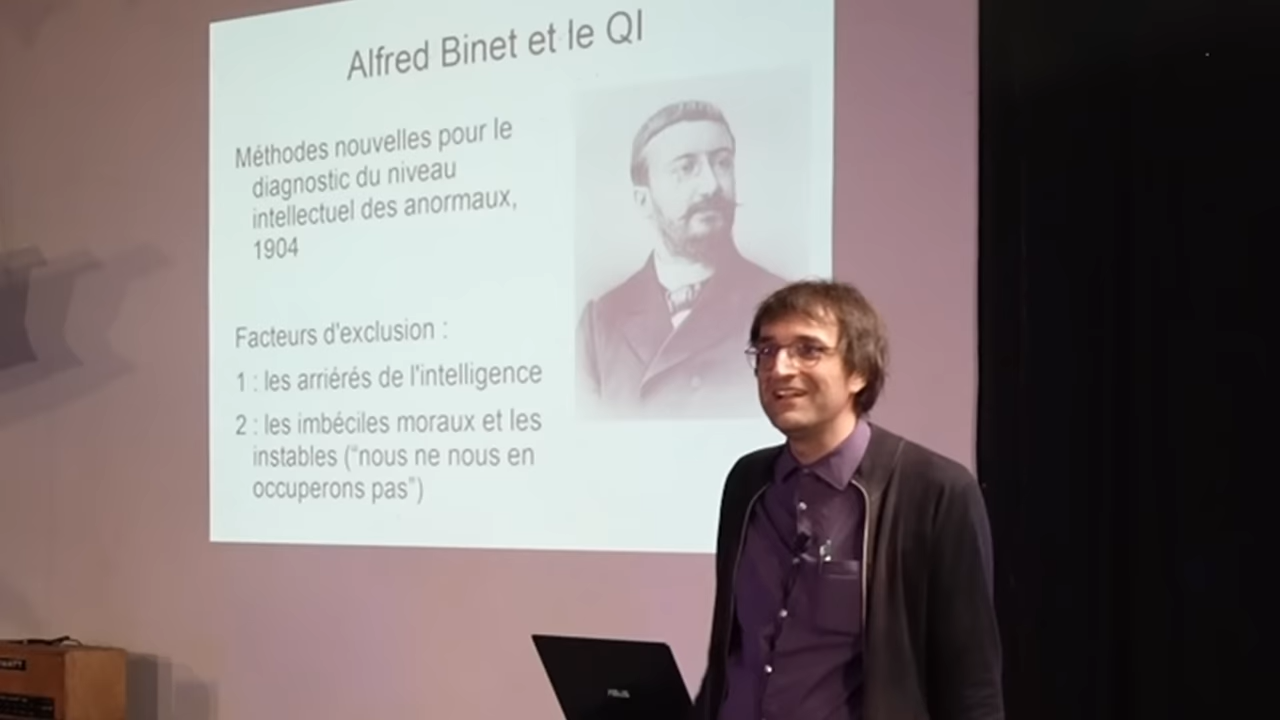 Alfred Binet et le QI
Méthodes nouvelles pour le
diagnostic du niveau
intellectuel des anormaux,
1904
Facteurs d'exclusion :
1 : les arriérés de l'intelligence
2 : les imbéciles moraux et les
instables ("nous ne nous en
occuperons pas")
ASUS